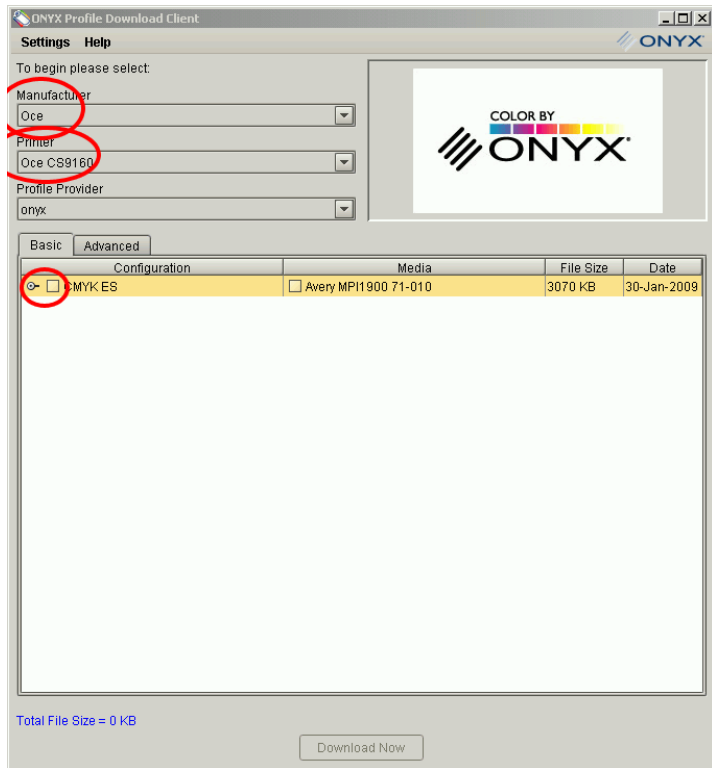 ONYX Profile Download Client
Settings Help
ONYX
To begin please select:
Manufacturer
Oce
COLOR BY
ONYX
Printer
Oce CS9160
Profile Provider
onyx
Basic Advanced
Configuration Media File Size Date
CMYK ES Avery MPI1900 71-010 3070 KB 30-Jan-2009
Total File Size = 0 KB
Download Now